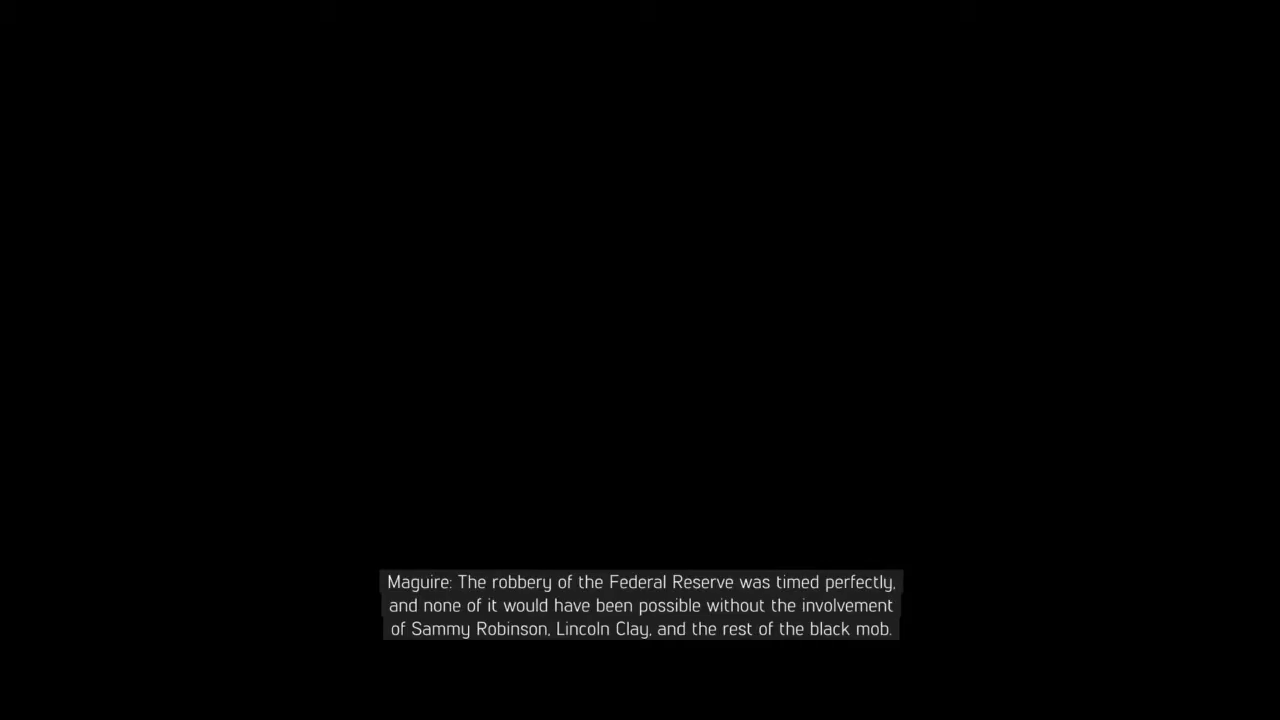 Maguire: The robbery of the Federal Reserve was timed perfectly,
and none of it would have been possible without the involvement
of Sammy Robinson, Lincoln Clay, and the rest of the black mob.